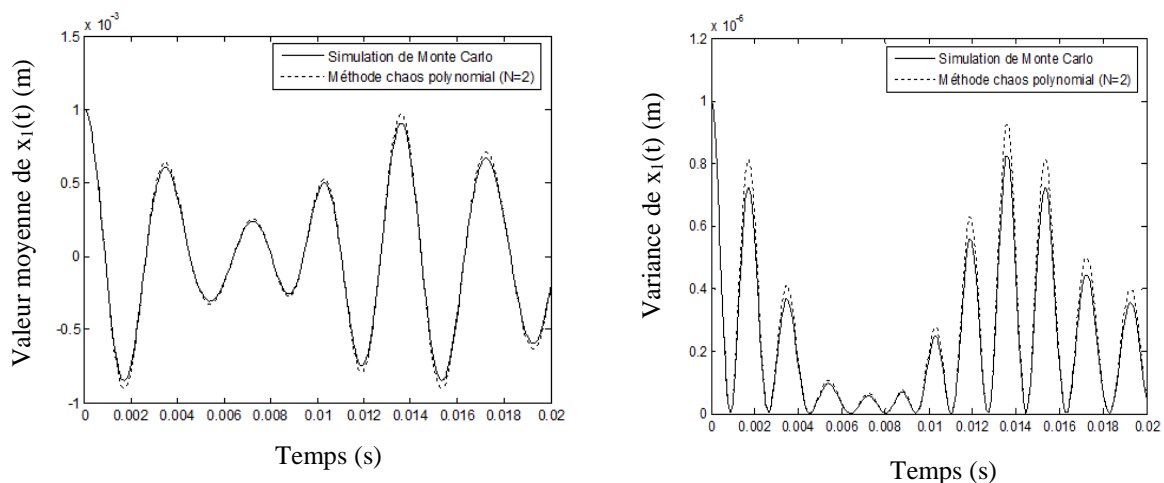 x 10⁻³
1.5
1
0.5
0
-0.5
-1
0 0.002 0.004 0.006 0.008 0.01 0.012 0.014 0.016 0.018 0.02
Simulation de Monte Carlo
Méthode chaos polynomial (N=2)
Valeur moyenne de x₁(t) (m)
Temps (s)
x 10⁻⁶
1.2
1
0.8
0.6
0.4
0.2
0
0 0.002 0.004 0.006 0.008 0.01 0.012 0.014 0.016 0.018 0.02
Simulation de Monte Carlo
Méthode chaos polynomial (N=2)
Variance de x₁(t) (m)
Temps (s)